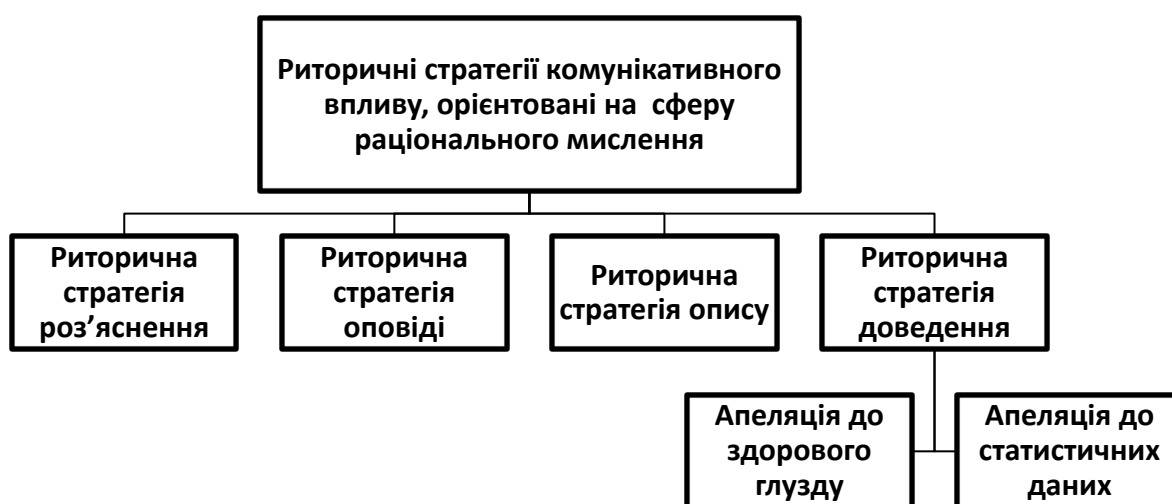 Риторичні стратегії комунікативного
впливу, орієнтовані на сферу
раціонального мислення
Риторична
стратегія
роз’яснення
Риторична
стратегія
оповіді
Риторична
стратегія опису
Риторична
стратегія
доведення
Апеляція до
здорового
глузду
Апеляція до
статистичних
даних